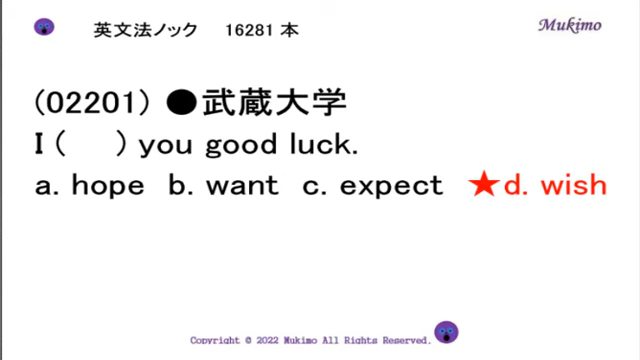 英文法ノック 16281 本 Mukimo
(02201) ●武蔵大学
I (　　) you good luck.
a. hope b. want c. expect ★d. wish
Copyright © 2022 Mukimo All Rights Reserved.